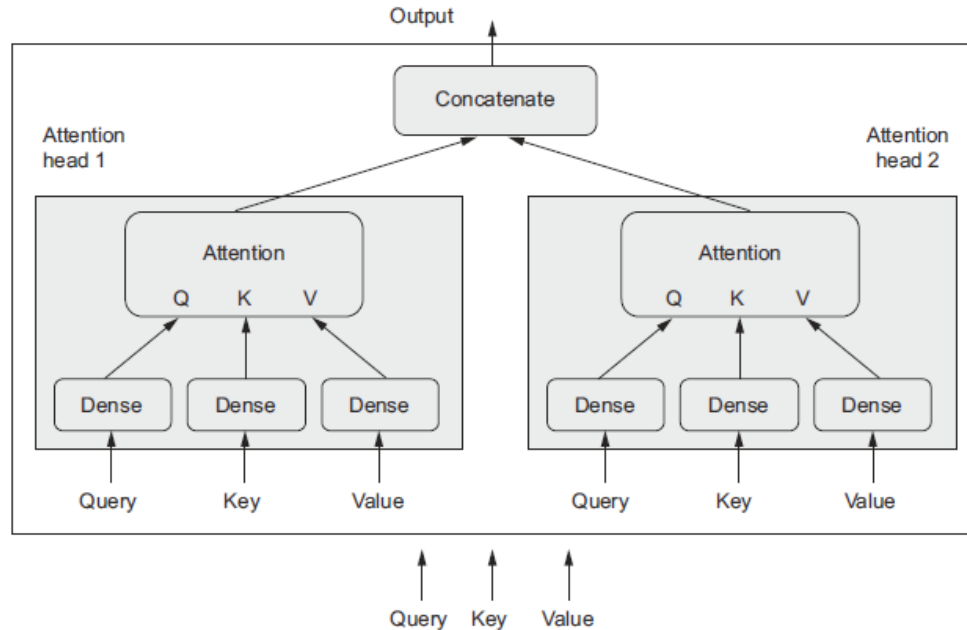 Output
Concatenate
Attention
head 1
Attention
head 2
Attention
Q K V
Attention
Q K V
Dense Dense Dense
Dense Dense Dense
Query Key Value
Query Key Value
Query Key Value